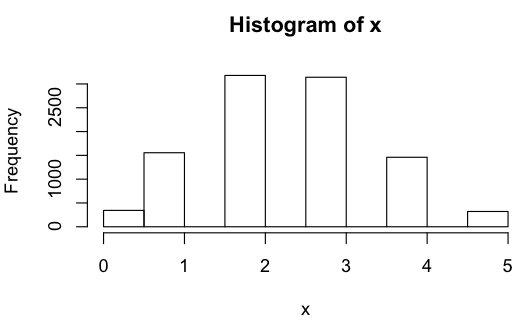 Histogram of x
Frequency
2500
1000
0
0 1 2 3 4 5
x